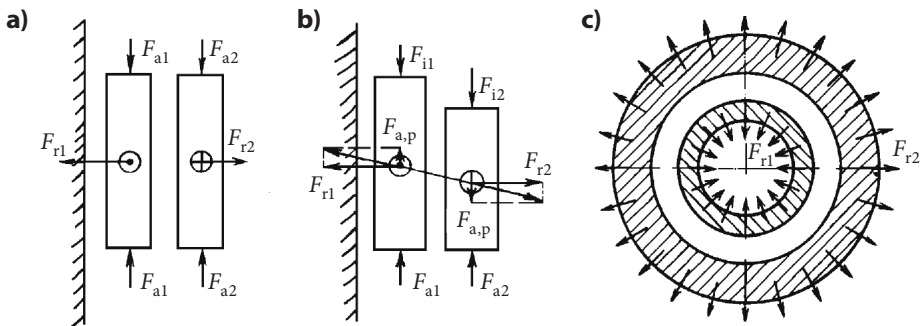 a)
F_a1 F_a2
F_r1 F_r2
F_a1 F_a2
b)
F_i1
F_i2
F_a,p
F_r1 F_r2
F_a,p
F_a1 F_a2
c)
F_r1 F_r2